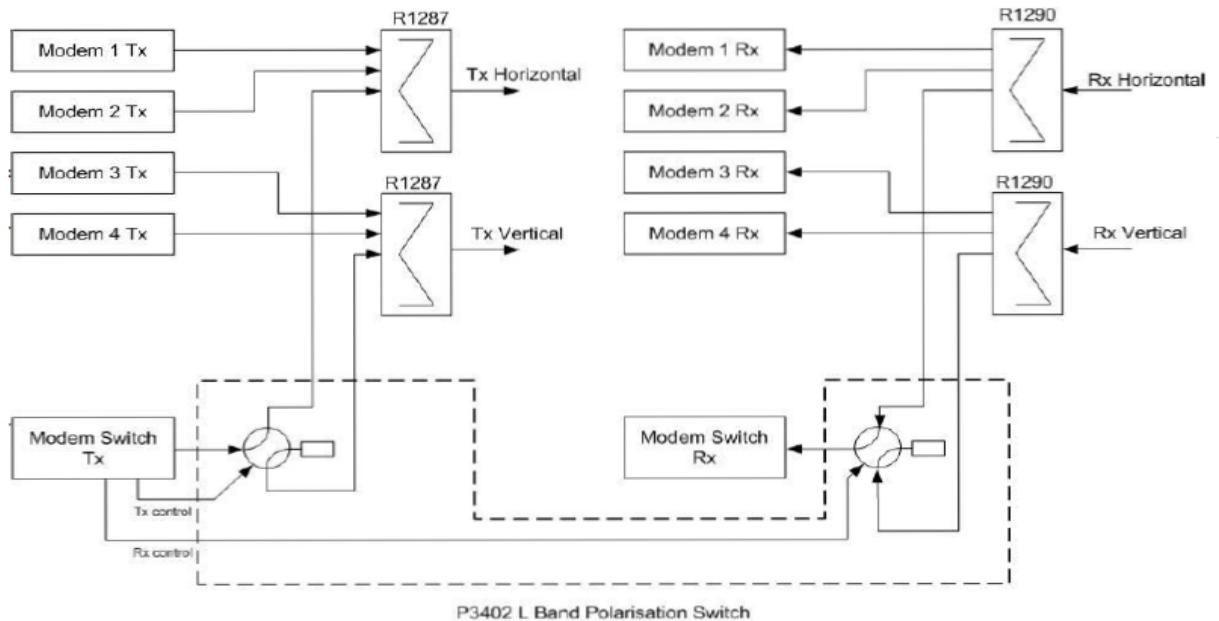 R1287
R1290
Modem 1 Tx
Modem 1 Rx
Tx Horizontal
Rx Horizontal
Modem 2 Tx
Modem 2 Rx
Modem 3 Tx
Modem 3 Rx
R1287
R1290
Modem 4 Tx
Tx Vertical
Modem 4 Rx
Rx Vertical
Modem Switch
Tx
Modem Switch
Rx
Tx control
Rx control
P3402 L Band Polarisation Switch